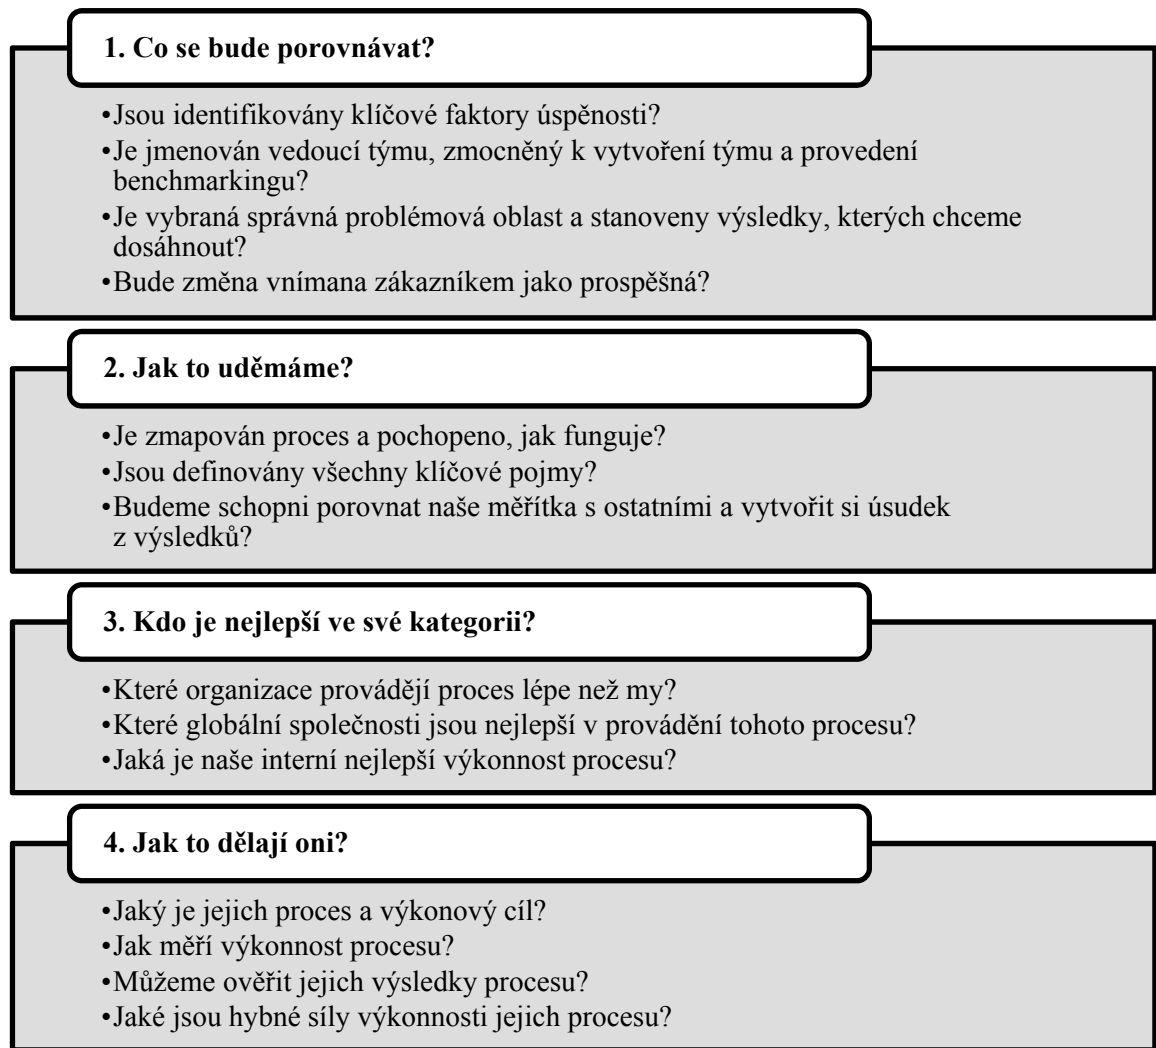 1. Co se bude porovnávat?
•Jsou identifikovány klíčové faktory úspěnosti?
•Je jmenován vedoucí týmu, zmocněný k vytvoření týmu a provedení
benchmarkingu?
•Je vybraná správná problémová oblast a stanoveny výsledky, kterých chceme
dosáhnout?
•Bude změna vnímana zákazníkem jako prospěšná?
2. Jak to uděmáme?
•Je zmapován proces a pochopeno, jak funguje?
•Jsou definovány všechny klíčové pojmy?
•Budeme schopni porovnat naše měřítka s ostatními a vytvořit si úsudek
z výsledků?
3. Kdo je nejlepší ve své kategorii?
•Které organizace provádějí proces lépe než my?
•Které globální společnosti jsou nejlepší v provádění tohoto procesu?
•Jaká je naše interní nejlepší výkonnost procesu?
4. Jak to dělají oni?
•Jaký je jejich proces a výkonový cíl?
•Jak měří výkonnost procesu?
•Můžeme ověřit jejich výsledky procesu?
•Jaké jsou hybné síly výkonnosti jejich procesu?